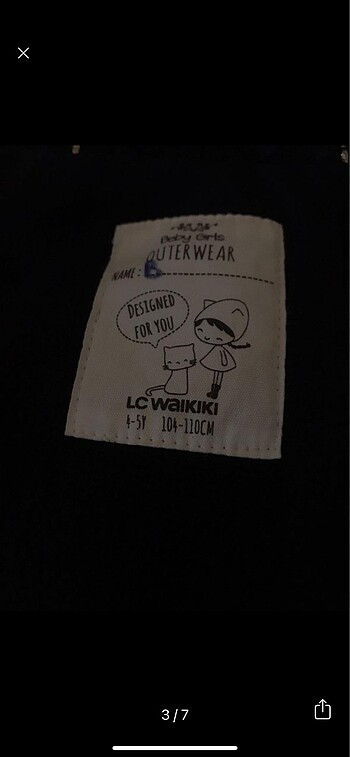 Baby Girls
OUTERWEAR
NAME:
DESIGNED
FOR YOU
LC WAIKIKI
4-5Y 104-110CM
3/7